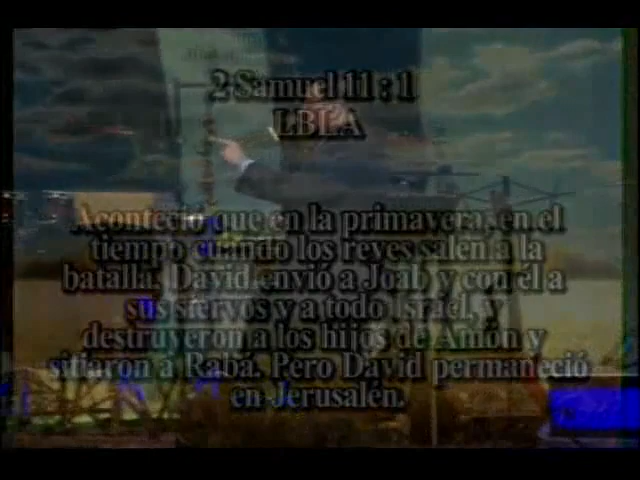 2 Samuel 11 : 1
LBLA
Aconteció que en la primavera, en el
tiempo cuando los reyes salen a la
batalla, David envió a Joab, y con él a
sus siervos y a todo Israel, y
destruyeron a los hijos de Amón y
sitiaron a Rabá. Pero David permaneció
en Jerusalén.